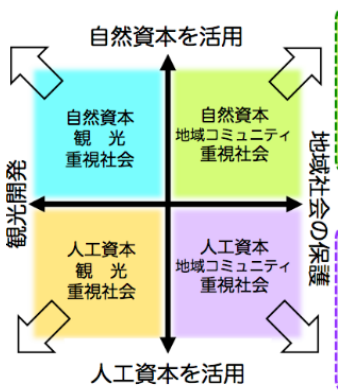 自然資本を活用
自然資本
観　光
重視社会
自然資本
地域コミュニティ
重視社会
観光開発
地域社会の保護
人工資本
観　光
重視社会
人工資本
地域コミュニティ
重視社会
人工資本を活用